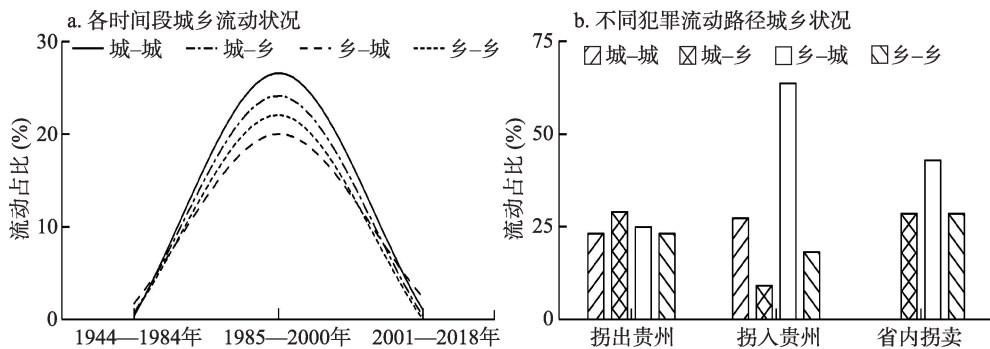 a. 各时间段城乡流动状况
30
城–城 城–乡 乡–城 乡–乡
20
10
0
流动占比 (%)
1944—1984年 1985—2000年 2001—2018年
b. 不同犯罪流动路径城乡状况
75
城–城 城–乡 乡–城 乡–乡
50
25
0
流动占比 (%)
拐出贵州 拐入贵州 省内拐卖